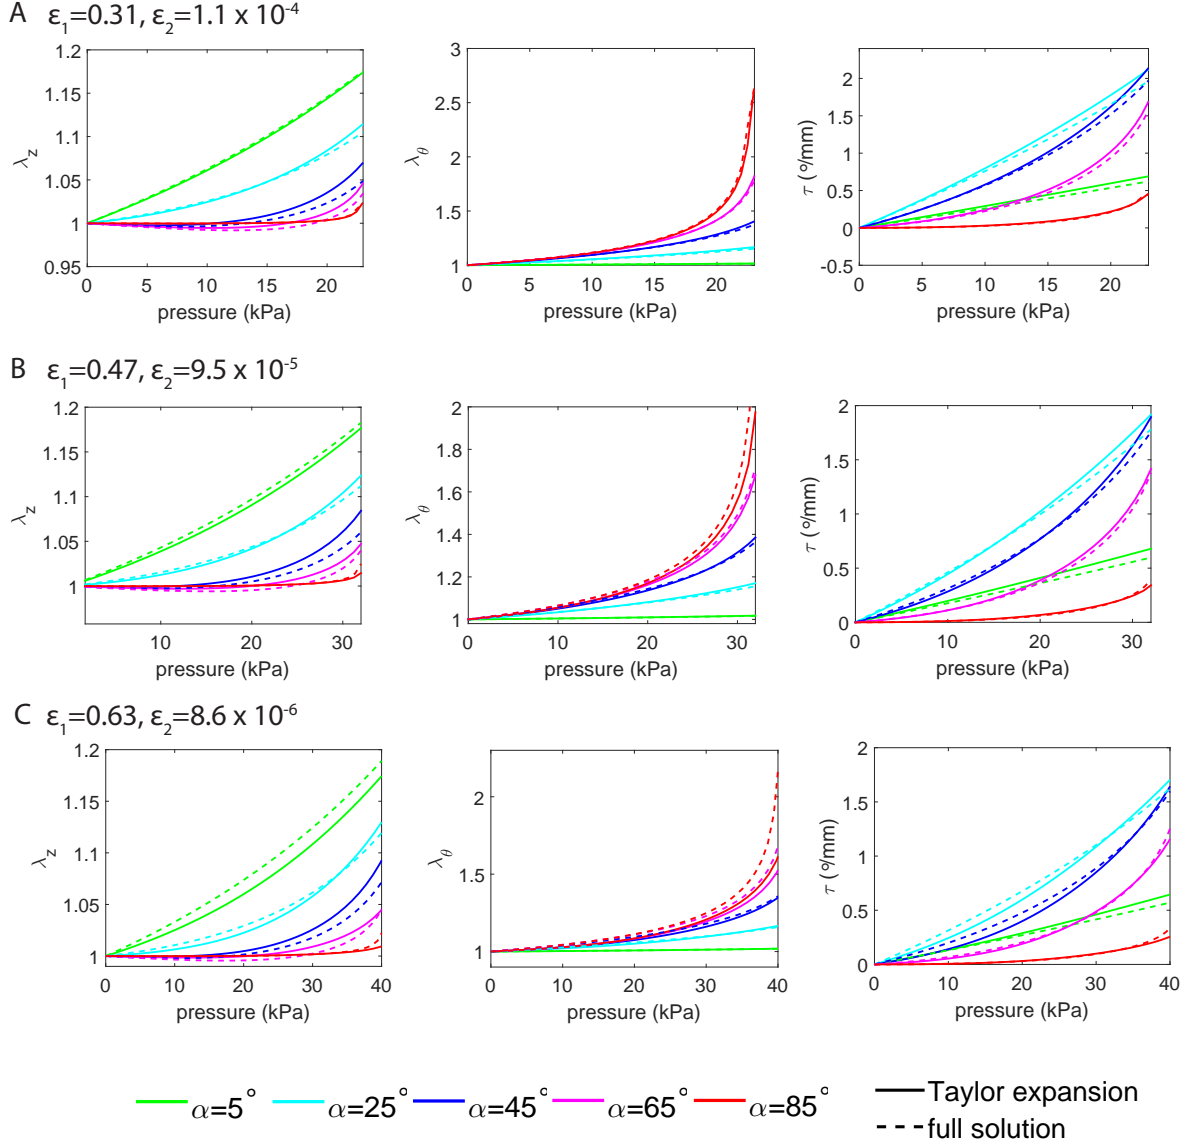 A ε1=0.31, ε2=1.1 x 10-4
1.2
1.15
1.1
1.05
1
0.95
λz
0 5 10 15 20
pressure (kPa)
3
2.5
2
1.5
1
λθ
0 5 10 15 20
pressure (kPa)
2
1.5
1
0.5
0
-0.5
τ (°/mm)
0 5 10 15 20
pressure (kPa)
B ε1=0.47, ε2=9.5 x 10-5
1.2
1.15
1.1
1.05
1
λz
10 20 30
pressure (kPa)
2
1.8
1.6
1.4
1.2
1
λθ
0 10 20 30
pressure (kPa)
2
1.5
1
0.5
0
τ (°/mm)
0 10 20 30
pressure (kPa)
C ε1=0.63, ε2=8.6 x 10-6
1.2
1.15
1.1
1.05
1
λz
0 10 20 30 40
pressure (kPa)
2
1.5
1
λθ
0 10 20 30 40
pressure (kPa)
2
1.5
1
0.5
0
τ (°/mm)
0 10 20 30 40
pressure (kPa)
α=5° α=25° α=45° α=65° α=85° Taylor expansion
full solution